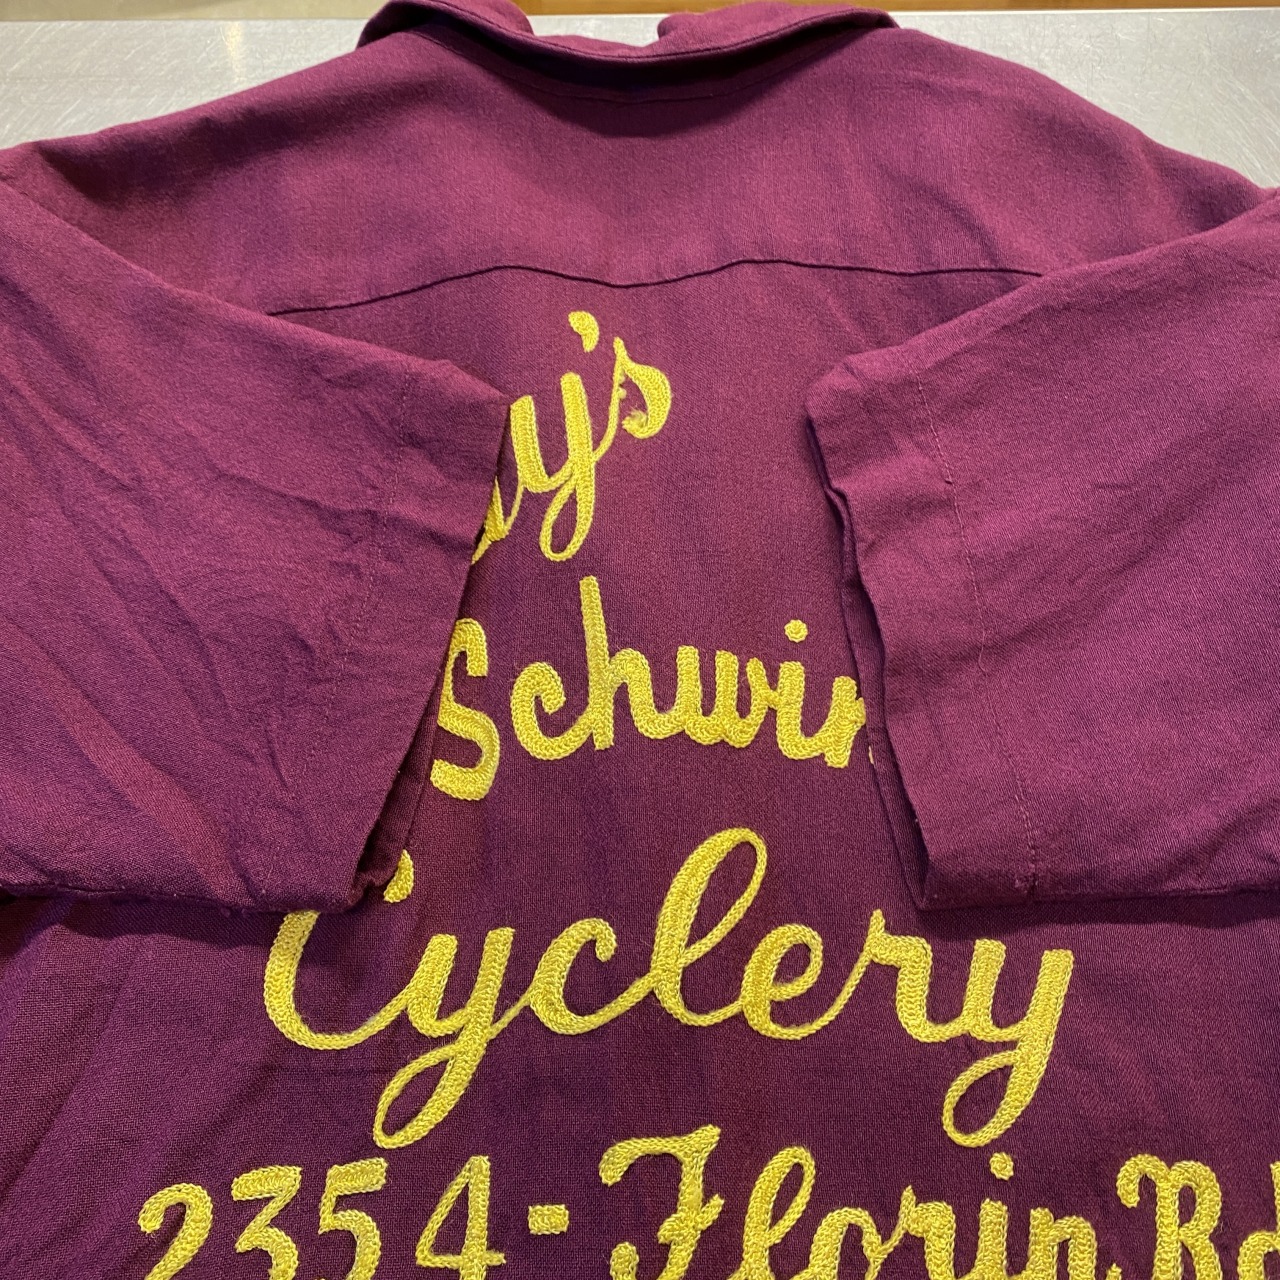 y's
Schwin
Cyclery
2354-Florin Rd